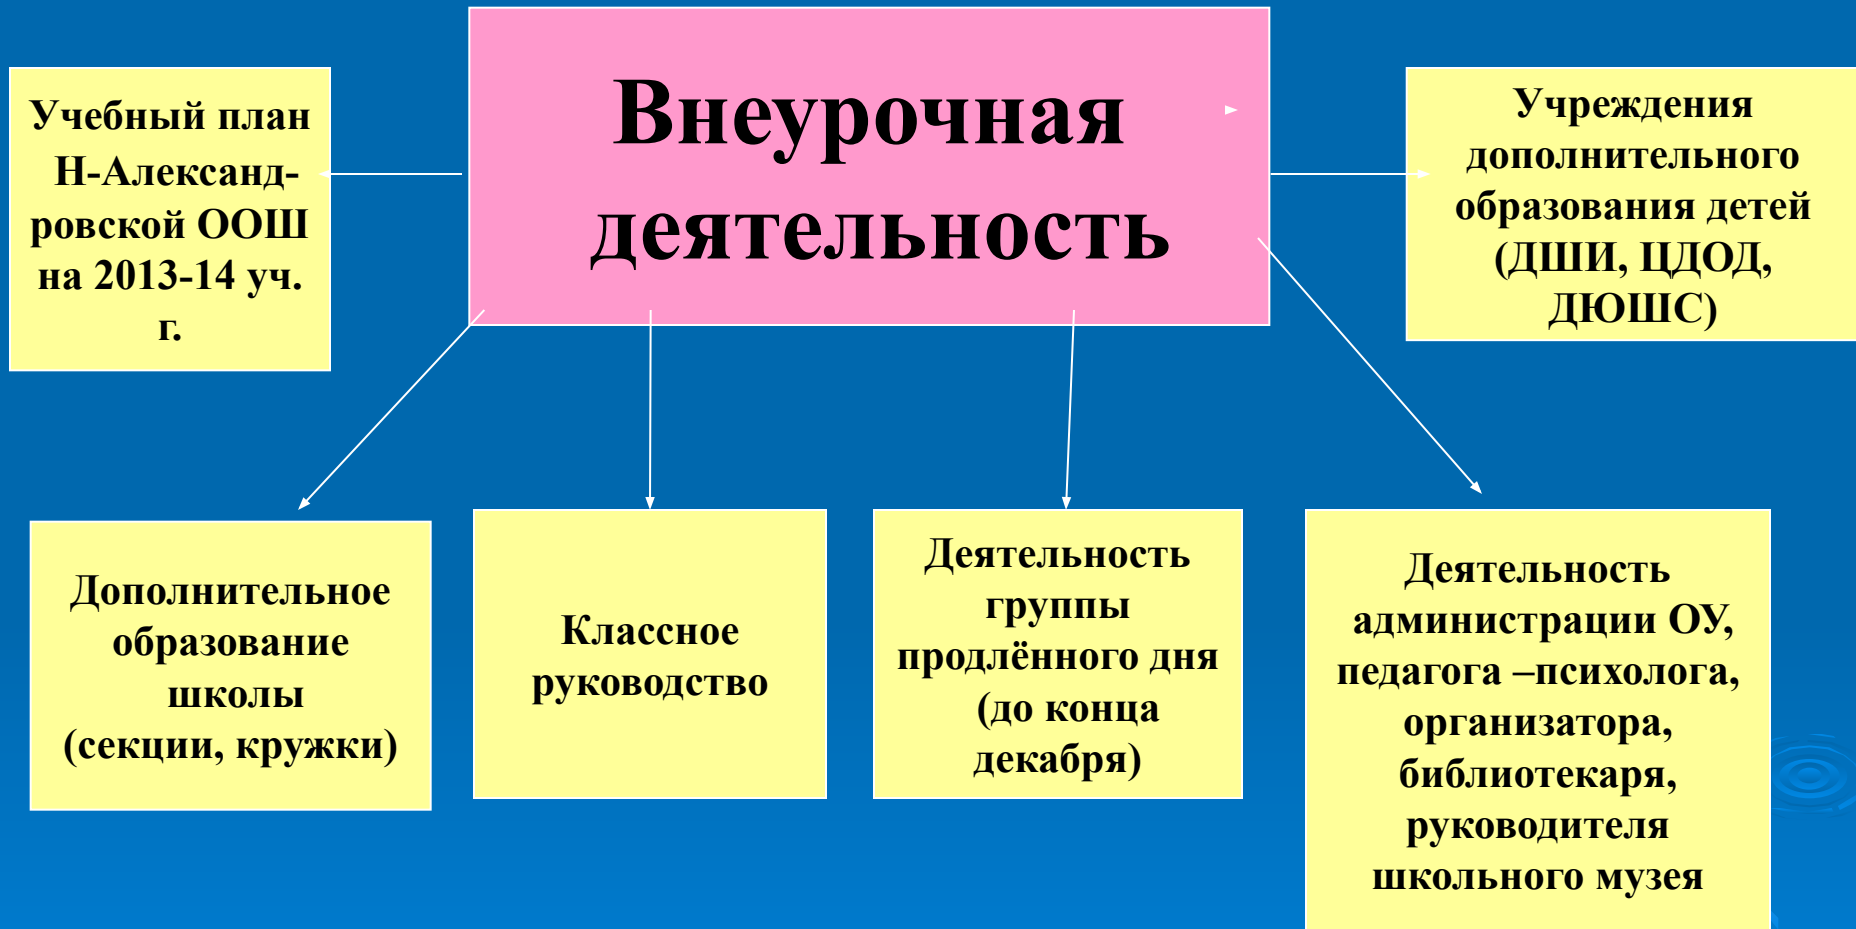 Внеурочная
деятельность
Учебный план
Н-Александ-
ровской ООШ
на 2013-14 уч.
г.
Учреждения
дополнительного
образования детей
(ДШИ, ЦДОД,
ДЮШС)
Дополнительное
образование
школы
(секции, кружки)
Классное
руководство
Деятельность
группы
продлённого дня
(до конца
декабря)
Деятельность
администрации ОУ,
педагога –психолога,
организатора,
библиотекаря,
руководителя
школьного музея